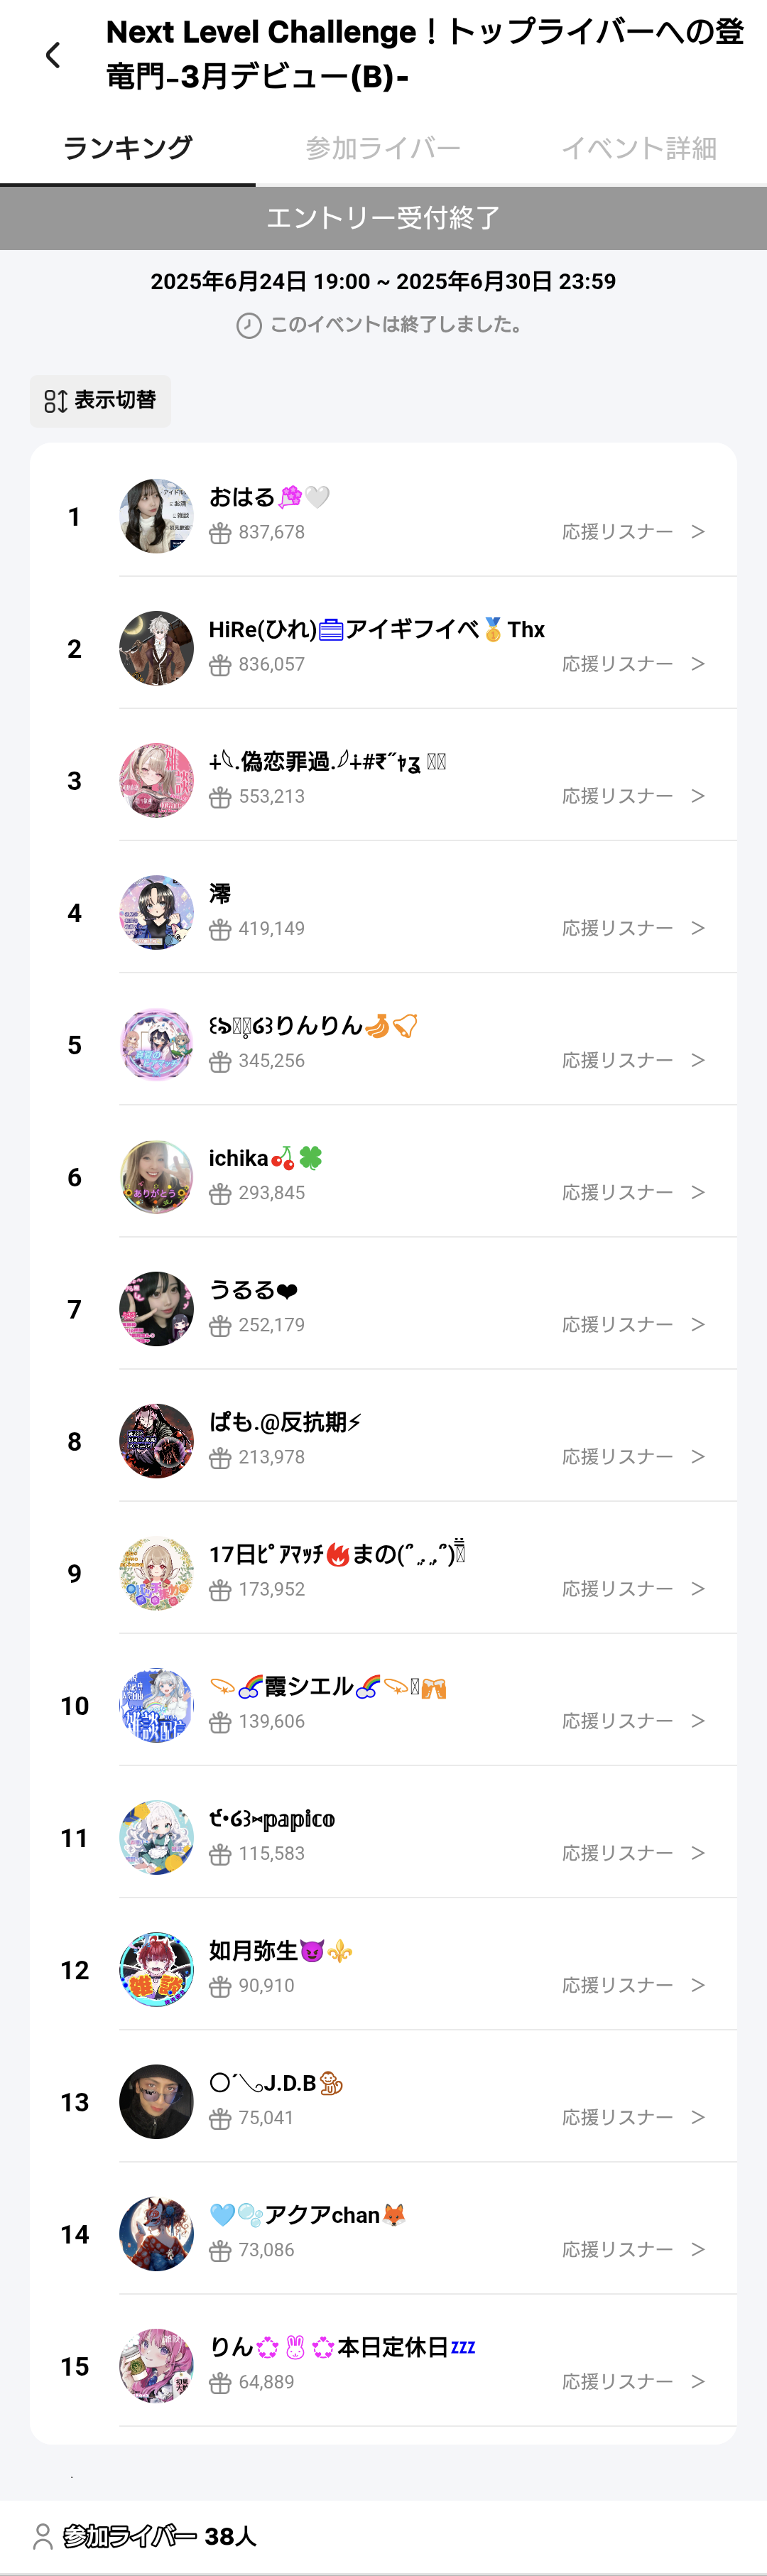 Next Level Challenge！トップライバーへの登
竜門-3月デビュー(B)-
ランキング
参加ライバー
イベント詳細
エントリー受付終了
2025年6月24日 19:00 ~ 2025年6月30日 23:59
このイベントは終了しました。
表示切替
1
おはる💐🤍
837,678
応援リスナー >
2
HiRe(ひれ)💼アイギフイベ🥇Thx
836,057
応援リスナー >
3
偽恋罪過
553,213
応援リスナー >
4
澪
419,149
応援リスナー >
5
りんりん🍌🔔
345,256
応援リスナー >
6
ichika🍒🍀
293,845
応援リスナー >
7
うるる❤
252,179
応援リスナー >
8
ぱも.@反抗期⚡
213,978
応援リスナー >
9
17日ﾋﾟｱﾏｯﾁ🔥まの
173,952
応援リスナー >
10
💫🌈霞シエル🌈💫
139,606
応援リスナー >
11
𝕡𝕒𝕡𝕚𝕔𝕠
115,583
応援リスナー >
12
如月弥生😈⚜
90,910
応援リスナー >
13
J.D.B🐒
75,041
応援リスナー >
14
🩵🫧アクアchan🦊
73,086
応援リスナー >
15
りん💮🐰💮本日定休日💤
64,889
応援リスナー >
参加ライバー 38人